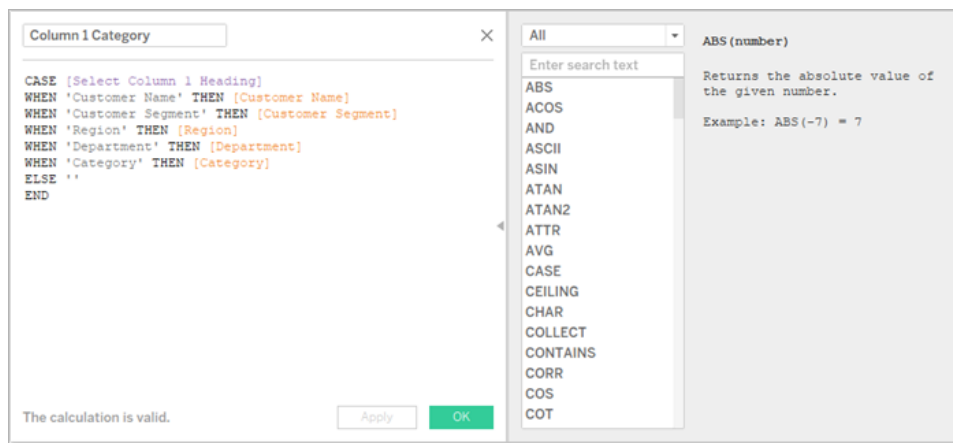 Column 1 Category
CASE [Select Column 1 Heading]
WHEN 'Customer Name' THEN [Customer Name]
WHEN 'Customer Segment' THEN [Customer Segment]
WHEN 'Region' THEN [Region]
WHEN 'Department' THEN [Department]
WHEN 'Category' THEN [Category]
ELSE ''
END
The calculation is valid.
Apply
OK
All
Enter search text
ABS
ACOS
AND
ASCII
ASIN
ATAN
ATAN2
ATTR
AVG
CASE
CEILING
CHAR
COLLECT
CONTAINS
CORR
COS
COT
ABS(number)
Returns the absolute value of
the given number.
Example: ABS(-7) = 7